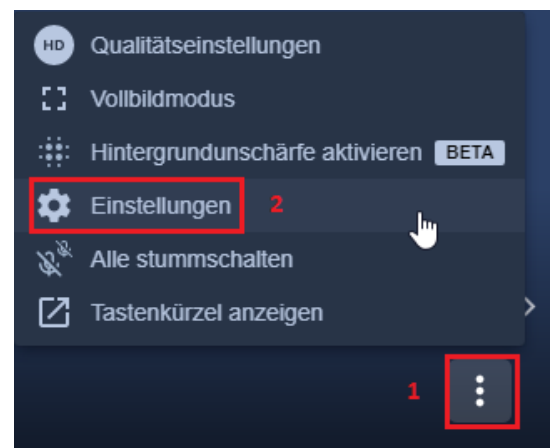 HD Qualitätseinstellungen
Vollbildmodus
Hintergrundunschärfe aktivieren BETA
Einstellungen 2
Alle stummschalten
Tastenkürzel anzeigen
1